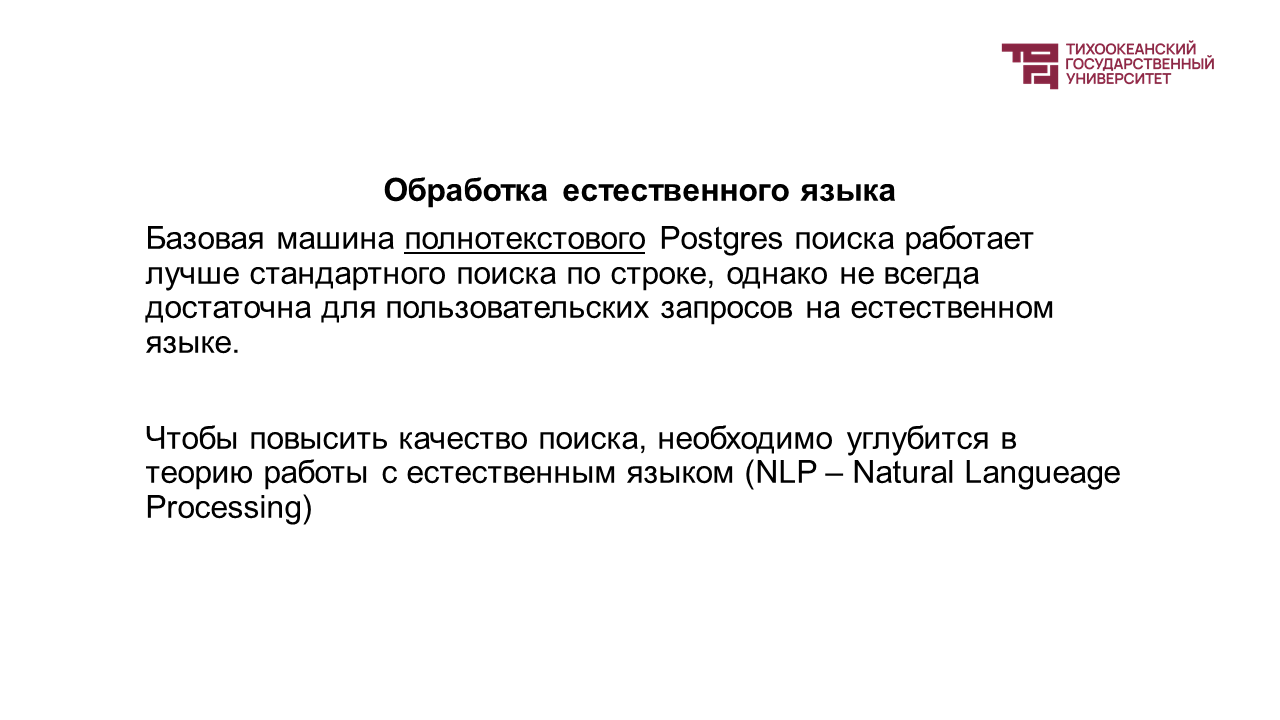 ТИХООКЕАНСКИЙ
ГОСУДАРСТВЕННЫЙ
УНИВЕРСИТЕТ
Обработка естественного языка
Базовая машина полнотекстового Postgres поиска работает
лучше стандартного поиска по строке, однако не всегда
достаточна для пользовательских запросов на естественном
языке.
Чтобы повысить качество поиска, необходимо углубится в
теорию работы с естественным языком (NLP – Natural Langueage
Processing)